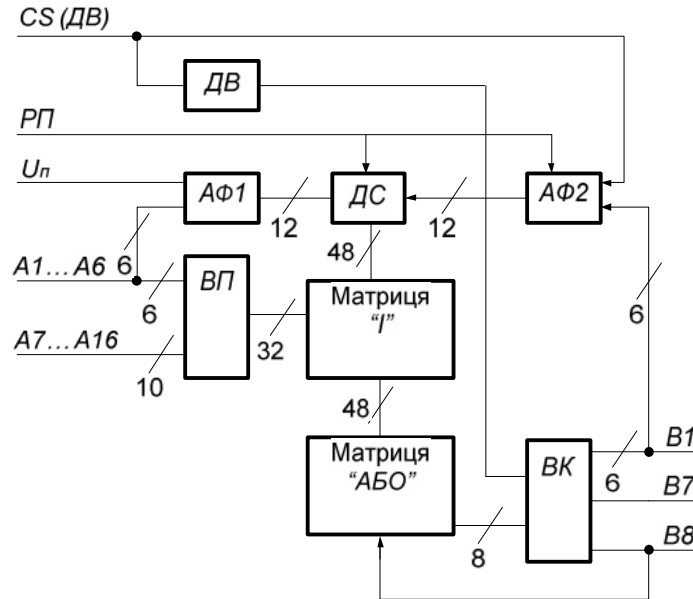 CS (ДВ)
ДВ
РП
Uп
АФ1
12
ДС
12
АФ2
6
A1... A6
6
ВП
48
Матриця
“І”
6
A7... A16
10
32
48
Матриця
“АБО”
8
ВК
6
B1
B7
B8